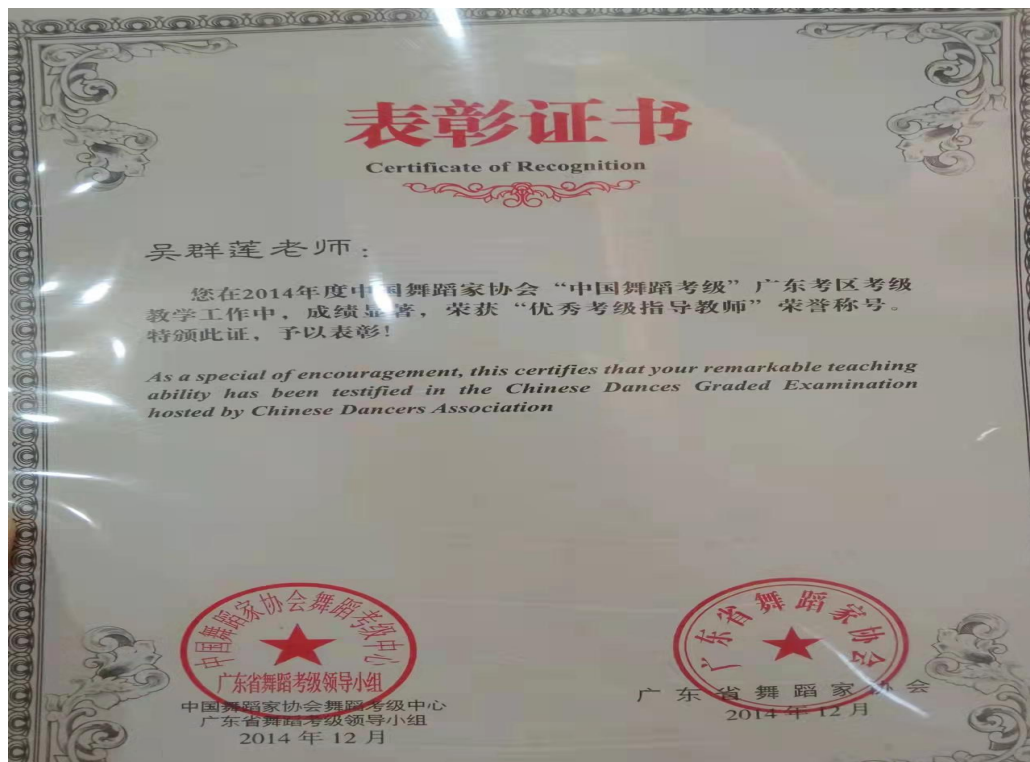 表彰证书
Certificate of Recognition
吴群莲老师：
您在2014年度中国舞蹈家协会“中国舞蹈考级”广东考区考级
教学工作中，成绩显著，荣获“优秀考级指导教师”荣誉称号。
特颁此证，予以表彰！
As a special of encouragement, this certifies that your remarkable teaching
ability has been testified in the Chinese Dances Graded Examination
hosted by Chinese Dancers Association
中国舞蹈家协会舞蹈考级中心
广东省舞蹈考级领导小组
中国舞蹈家协会舞蹈考级中心
广东省舞蹈考级领导小组
2014 年 12 月
广东省舞蹈家协会
广东省舞蹈家协会
2014 年 12 月